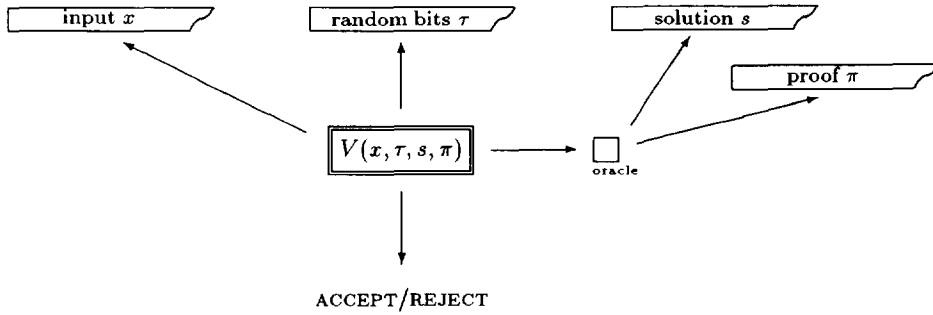 input x
random bits τ
solution s
proof π
V(x, τ, s, π)
oracle
ACCEPT/REJECT